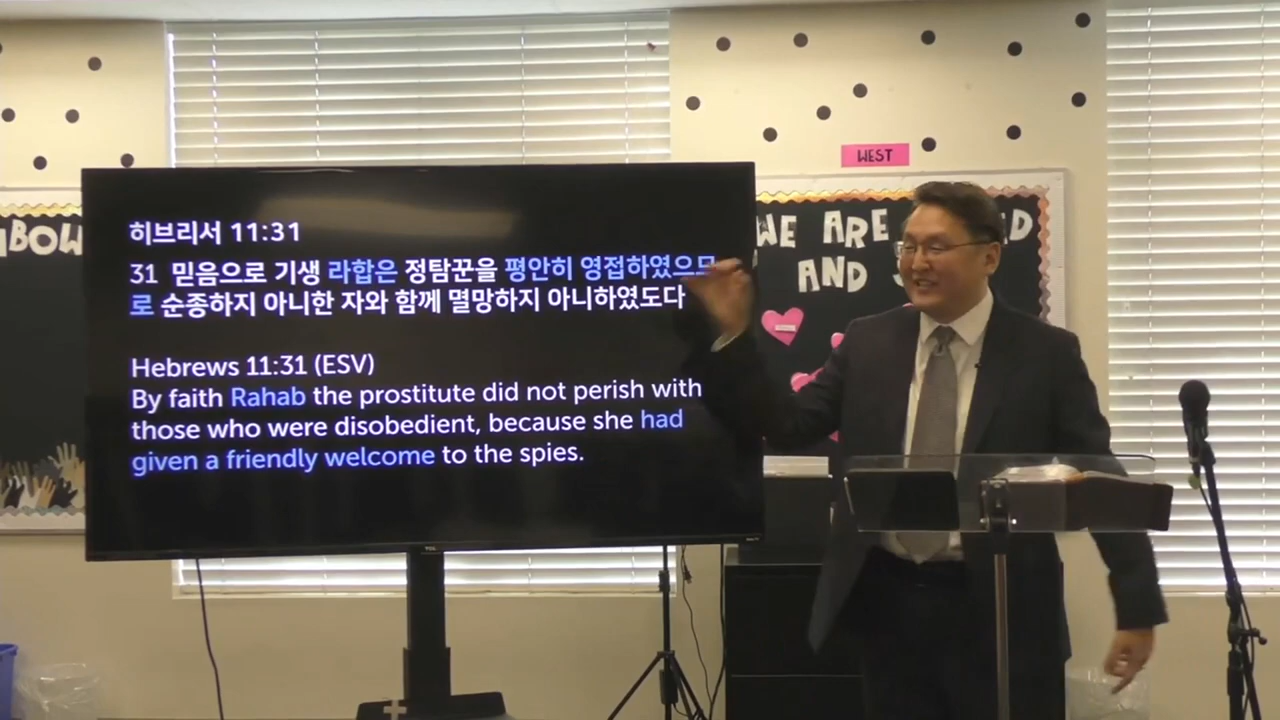 WEST
WE ARE
AND
BOW
히브리서 11:31
31 믿음으로 기생 라합은 정탐꾼을 평안히 영접하였으므
로 순종하지 아니한 자와 함께 멸망하지 아니하였도다
Hebrews 11:31 (ESV)
By faith Rahab the prostitute did not perish with
those who were disobedient, because she had
given a friendly welcome to the spies.
TCL